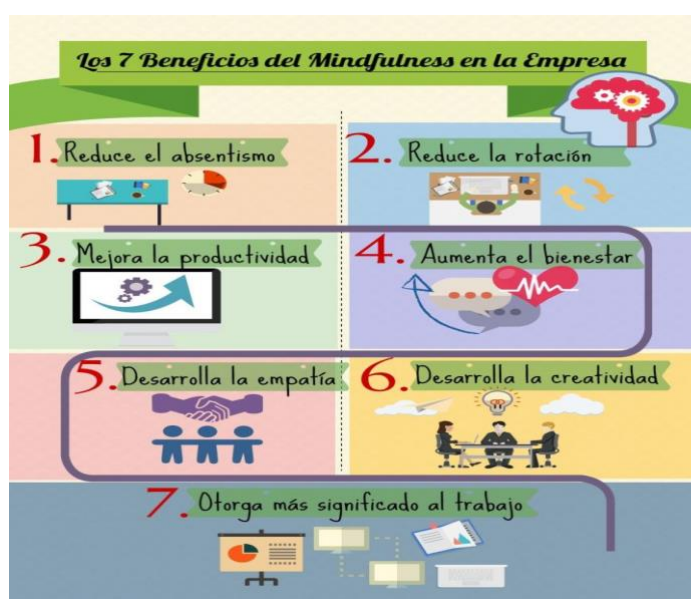 Los 7 Beneficios del Mindfulness en la Empresa
1. Reduce el absentismo
2. Reduce la rotación
3. Mejora la productividad
4. Aumenta el bienestar
5. Desarrolla la empatía
6. Desarrolla la creatividad
7. Otorga más significado al trabajo